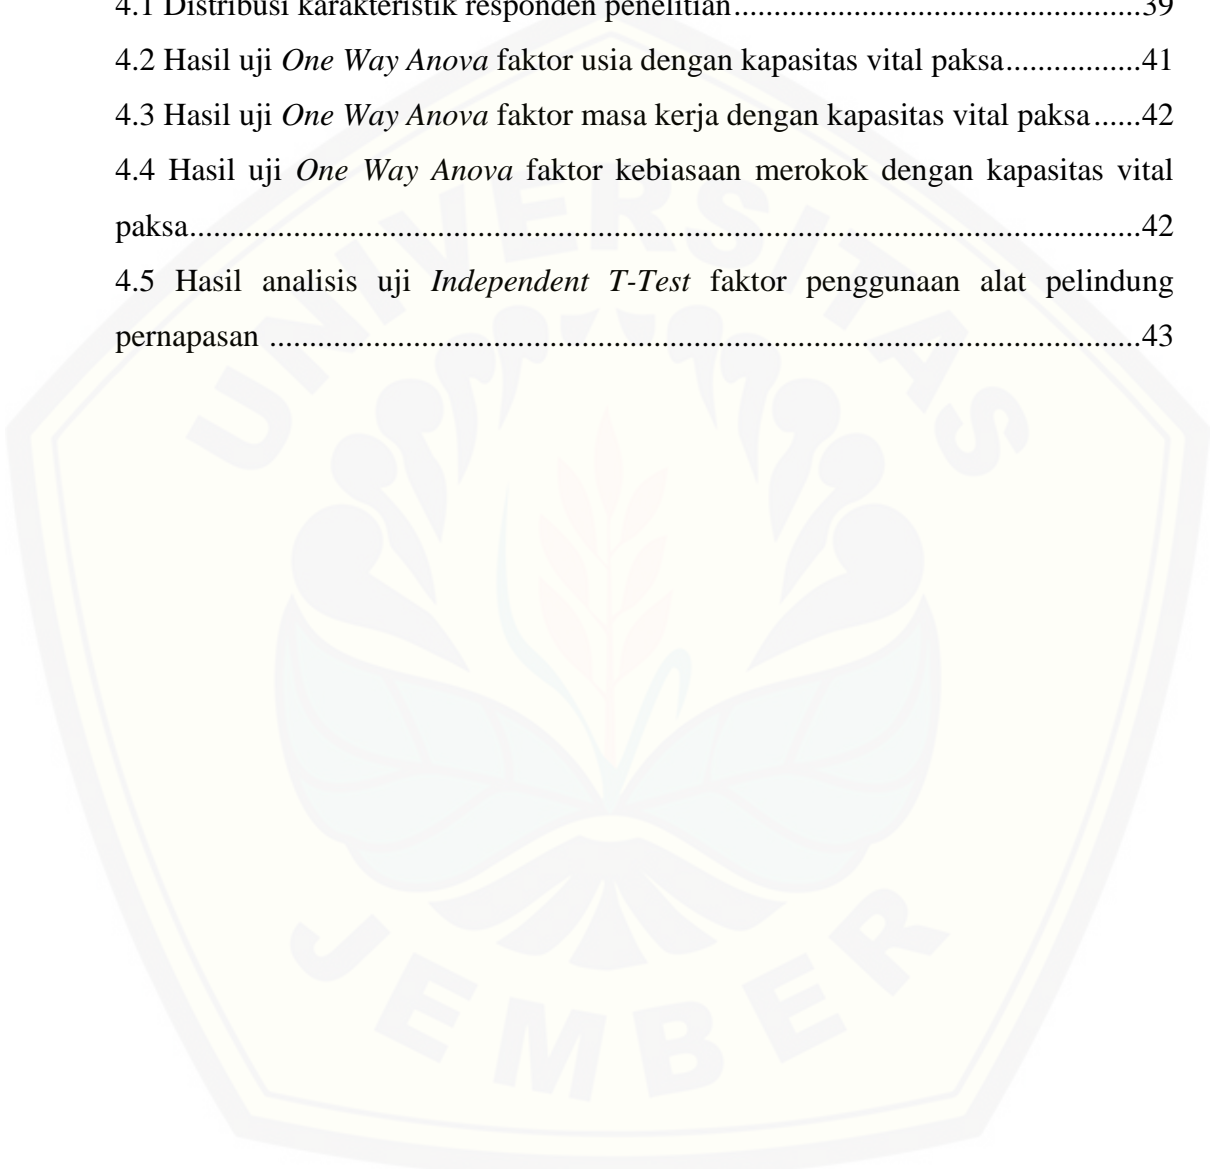 4.1 Distribusi karakteristik responden penelitian....................................................39
4.2 Hasil uji One Way Anova faktor usia dengan kapasitas vital paksa.................41
4.3 Hasil uji One Way Anova faktor masa kerja dengan kapasitas vital paksa......42
4.4 Hasil uji One Way Anova faktor kebiasaan merokok dengan kapasitas vital
paksa.......................................................................................................................42
4.5 Hasil analisis uji Independent T-Test faktor penggunaan alat pelindung
pernapasan .............................................................................................................43
UNIVERSITAS
JEMBER